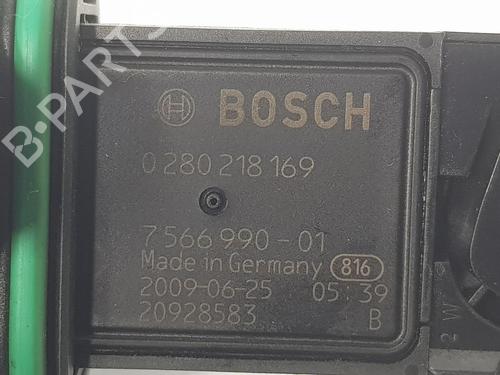 B-PARTS
BOSCH
0 280 218 169
7 566 990 - 01
Made in Germany 816
2009-06-25 05:39
20928583 B
2 W